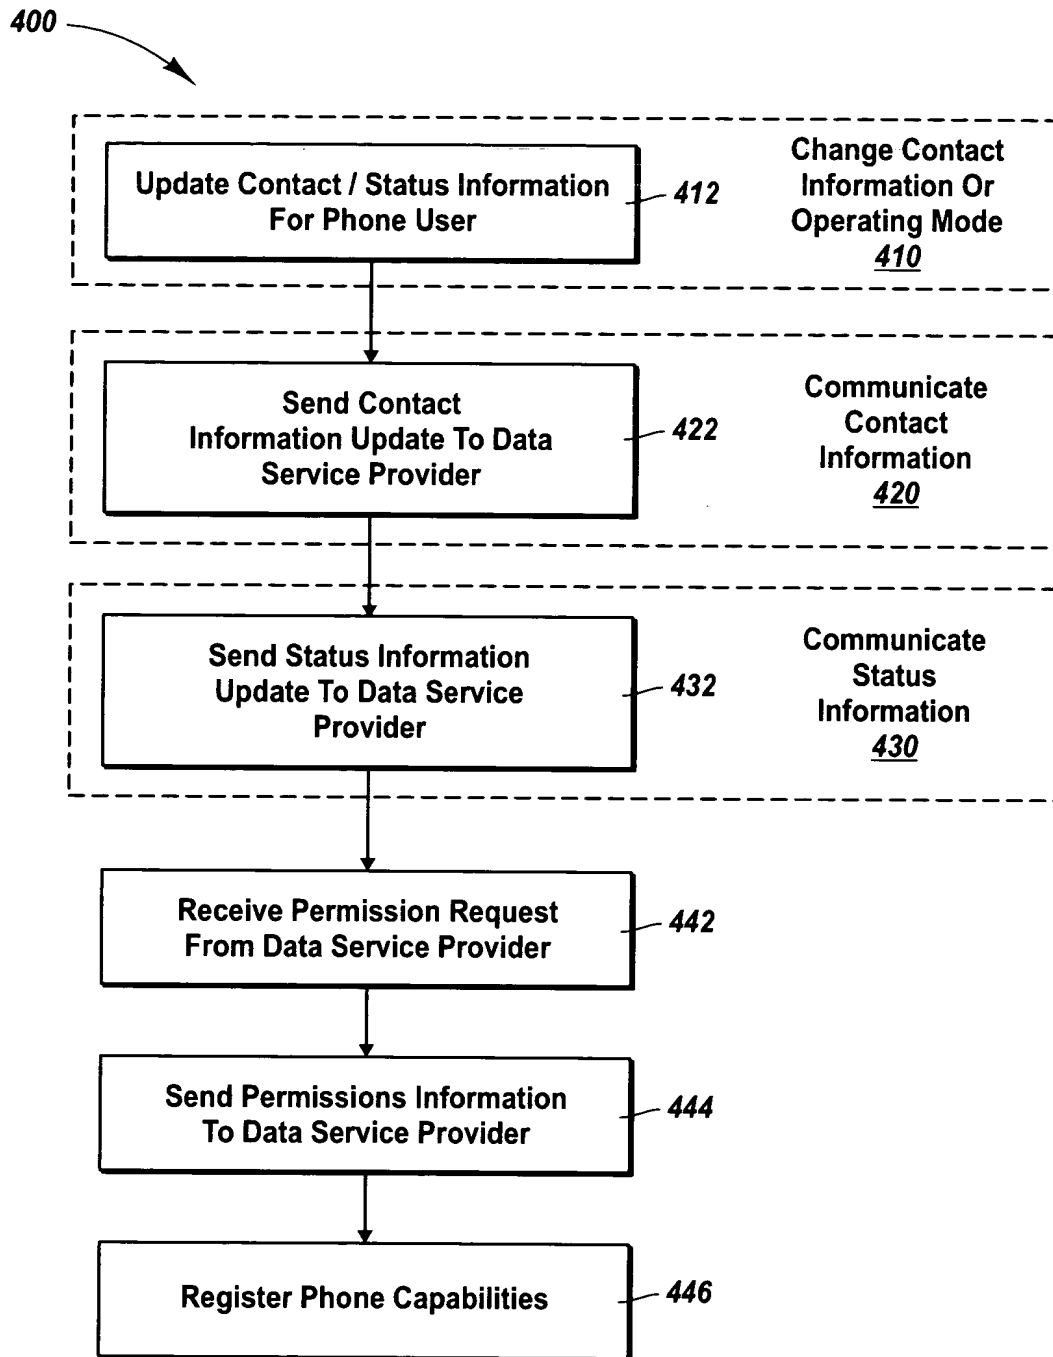 400
Update Contact / Status Information
For Phone User
412
Change Contact
Information Or
Operating Mode
410
Send Contact
Information Update To Data
Service Provider
422
Communicate
Contact
Information
420
Send Status Information
Update To Data Service
Provider
432
Communicate
Status
Information
430
Receive Permission Request
From Data Service Provider
442
Send Permissions Information
To Data Service Provider
444
Register Phone Capabilities
446